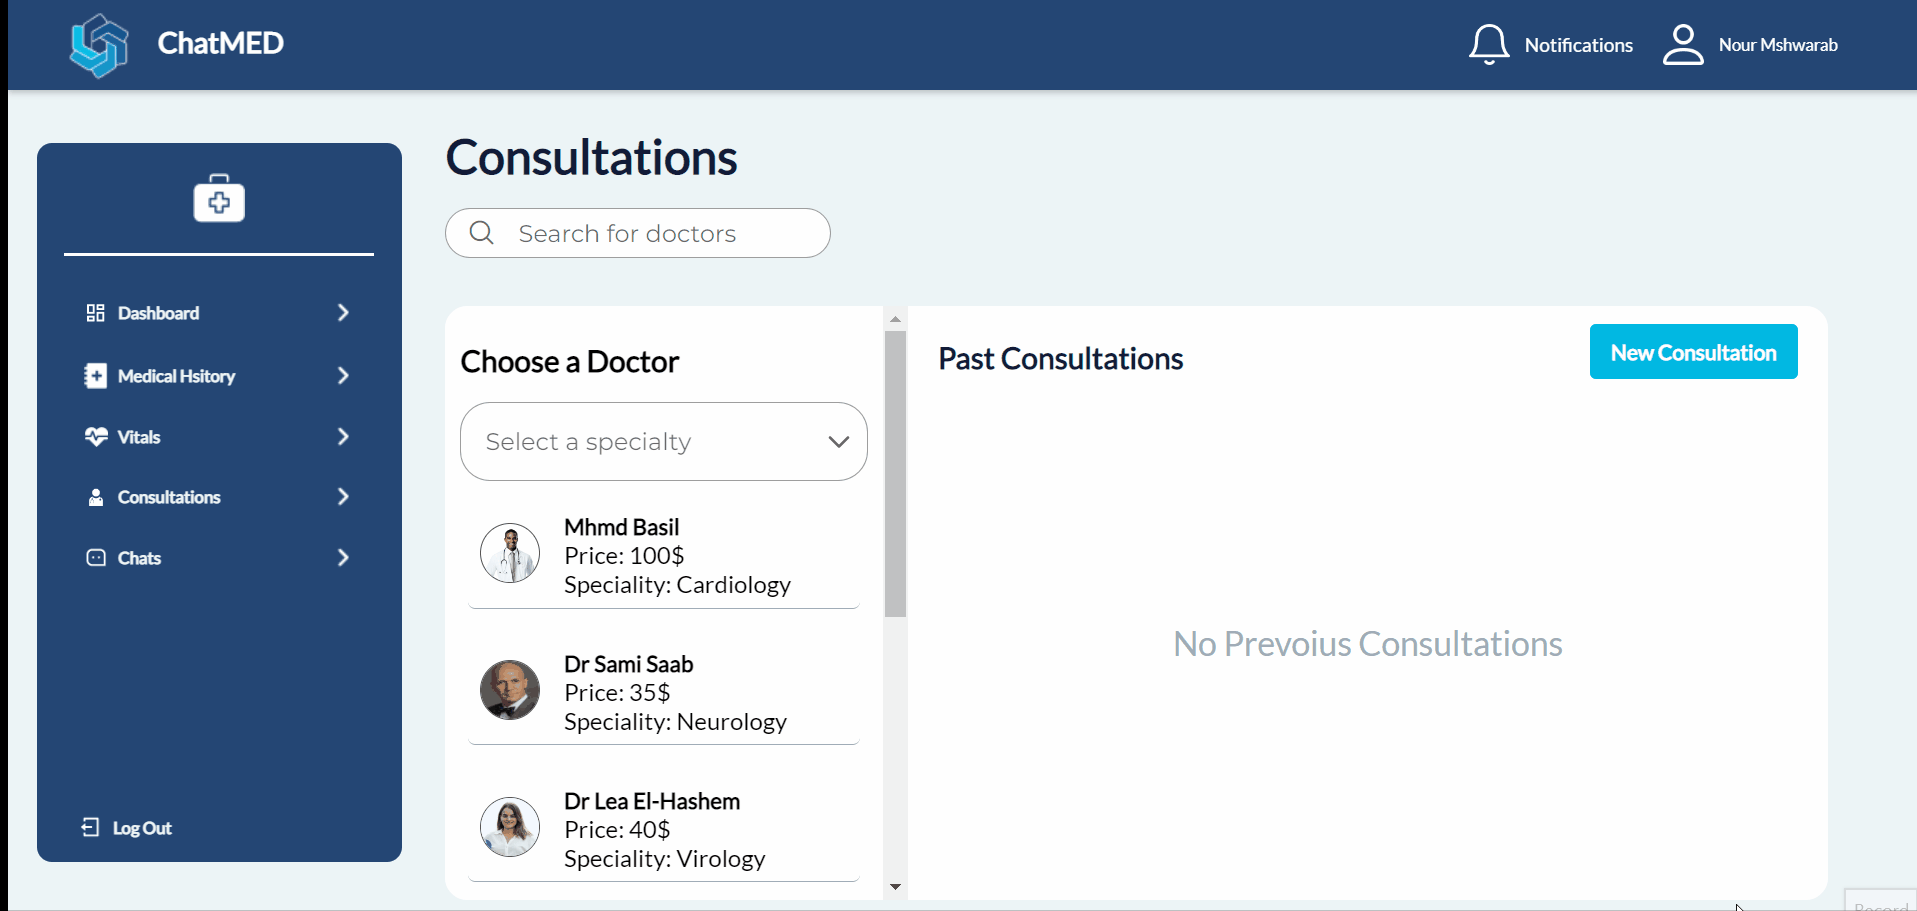 ChatMED
Notifications
Nour Mshwarab
Consultations
Search for doctors
Dashboard
Medical Hsitory
Vitals
Consultations
Chats
Log Out
Choose a Doctor
Select a specialty
Mhmd Basil
Price: 100$
Speciality: Cardiology
Dr Sami Saab
Price: 35$
Speciality: Neurology
Dr Lea El-Hashem
Price: 40$
Speciality: Virology
Past Consultations
New Consultation
No Prevoius Consultations
Record